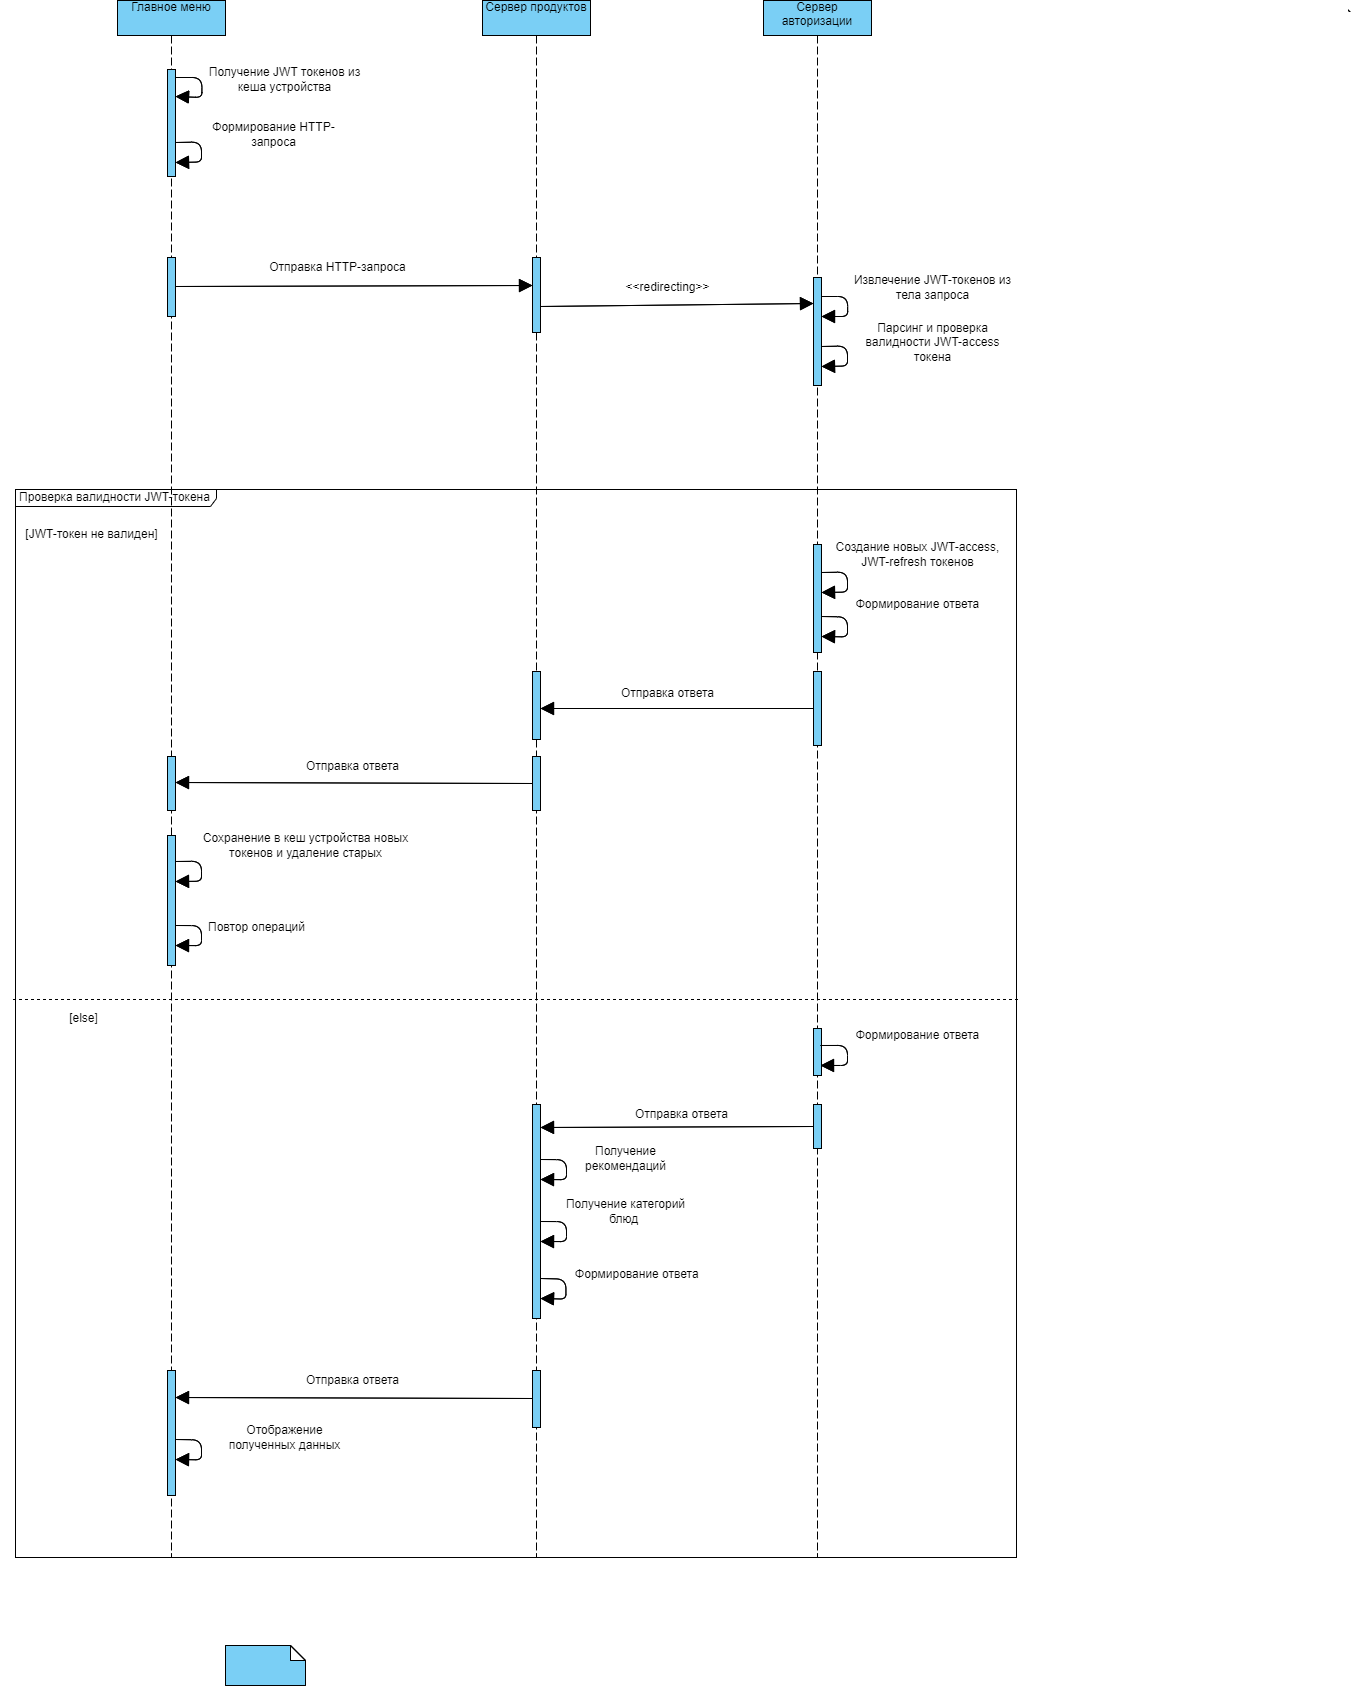 Главное меню
Сервер продуктов
Сервер
авторизации
Получение JWT токенов из
кеша устройства
Формирование HTTP-
запроса
Отправка HTTP-запроса
<<redirecting>>
Извлечение JWT-токенов из
тела запроса
Парсинг и проверка
валидности JWT-access
токена
Проверка валидности JWT-токена
[JWT-токен не валиден]
Создание новых JWT-access,
JWT-refresh токенов
Формирование ответа
Отправка ответа
Отправка ответа
Сохранение в кеш устройства новых
токенов и удаление старых
Повтор операций
[else]
Формирование ответа
Отправка ответа
Получение
рекомендаций
Получение категорий
блюд
Формирование ответа
Отправка ответа
Отображение
полученных данных